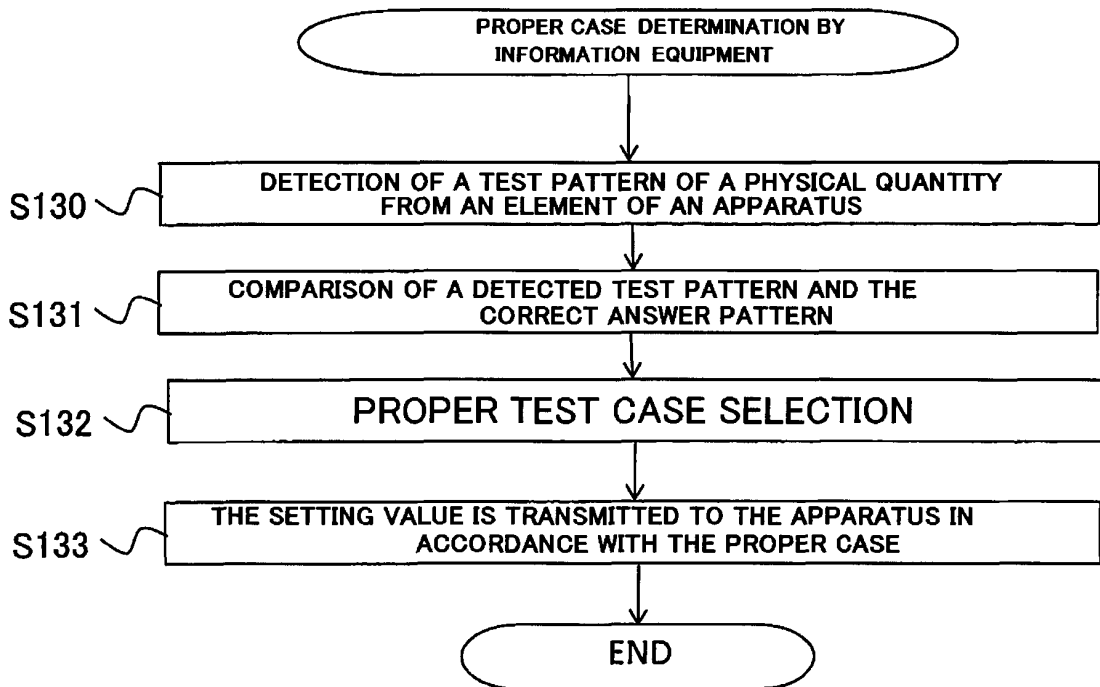 PROPER CASE DETERMINATION BY
INFORMATION EQUIPMENT
S130
DETECTION OF A TEST PATTERN OF A PHYSICAL QUANTITY
FROM AN ELEMENT OF AN APPARATUS
S131
COMPARISON OF A DETECTED TEST PATTERN AND THE
CORRECT ANSWER PATTERN
S132
PROPER TEST CASE SELECTION
S133
THE SETTING VALUE IS TRANSMITTED TO THE APPARATUS IN
ACCORDANCE WITH THE PROPER CASE
END